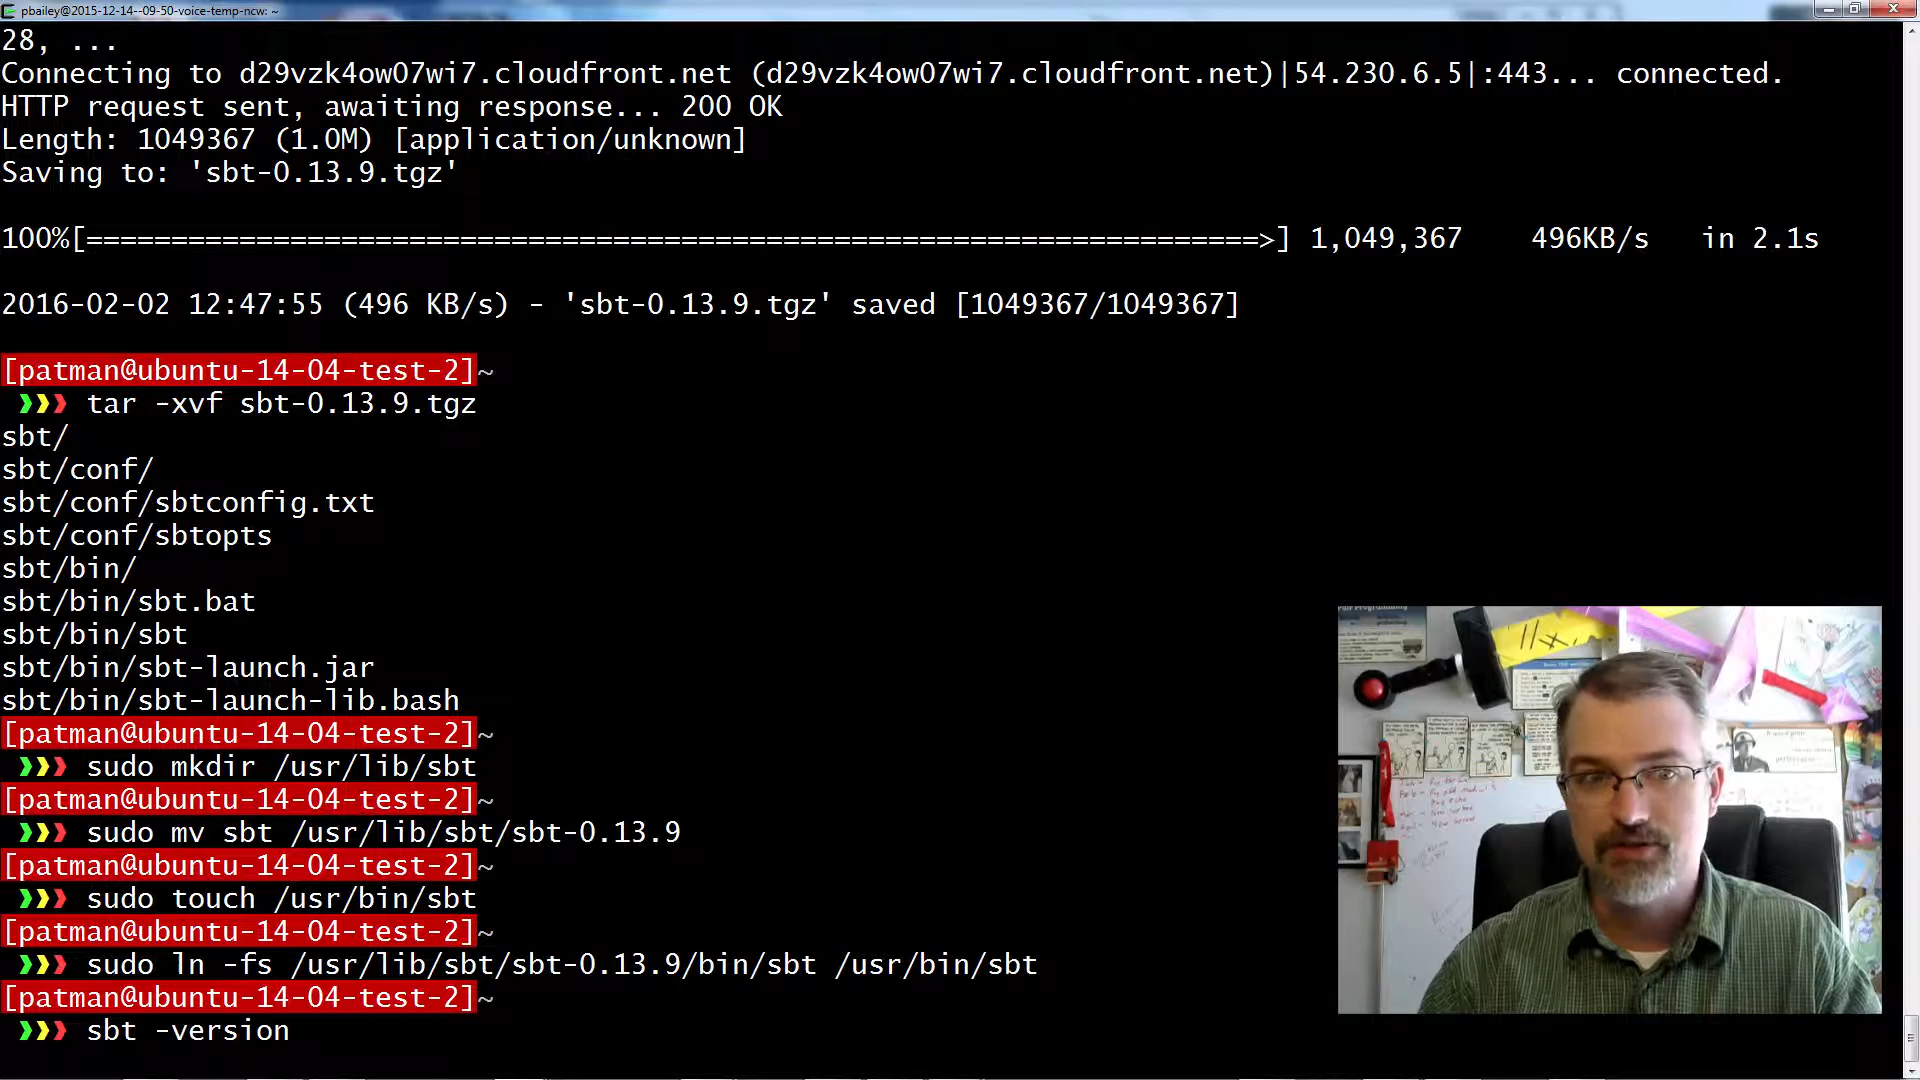 pbailey@2015-12-14--09-50-voice-temp-ncw: ~
28, ...
Connecting to d29vzk4ow07wi7.cloudfront.net (d29vzk4ow07wi7.cloudfront.net)|54.230.6.5|:443... connected.
HTTP request sent, awaiting response... 200 OK
Length: 1049367 (1.0M) [application/unknown]
Saving to: 'sbt-0.13.9.tgz'
100%[=====================================================================>] 1,049,367 496KB/s in 2.1s
2016-02-02 12:47:55 (496 KB/s) - 'sbt-0.13.9.tgz' saved [1049367/1049367]
[patman@ubuntu-14-04-test-2]~
❯❯❯ tar -xvf sbt-0.13.9.tgz
sbt/
sbt/conf/
sbt/conf/sbtconfig.txt
sbt/conf/sbtopts
sbt/bin/
sbt/bin/sbt.bat
sbt/bin/sbt
sbt/bin/sbt-launch.jar
sbt/bin/sbt-launch-lib.bash
[patman@ubuntu-14-04-test-2]~
❯❯❯ sudo mkdir /usr/lib/sbt
[patman@ubuntu-14-04-test-2]~
❯❯❯ sudo mv sbt /usr/lib/sbt/sbt-0.13.9
[patman@ubuntu-14-04-test-2]~
❯❯❯ sudo touch /usr/bin/sbt
[patman@ubuntu-14-04-test-2]~
❯❯❯ sudo ln -fs /usr/lib/sbt/sbt-0.13.9/bin/sbt /usr/bin/sbt
[patman@ubuntu-14-04-test-2]~
❯❯❯ sbt -version